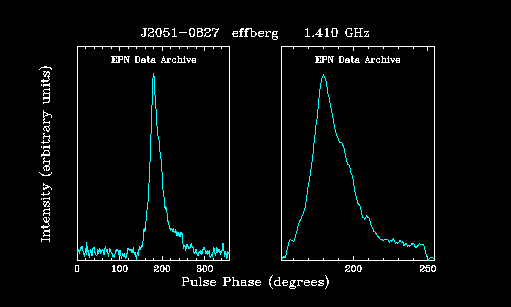 J2051-0827 effberg 1.410 GHz
EPN Data Archive EPN Data Archive
Intensity (arbitrary units)
0 100 200 300 200 250
Pulse Phase (degrees)